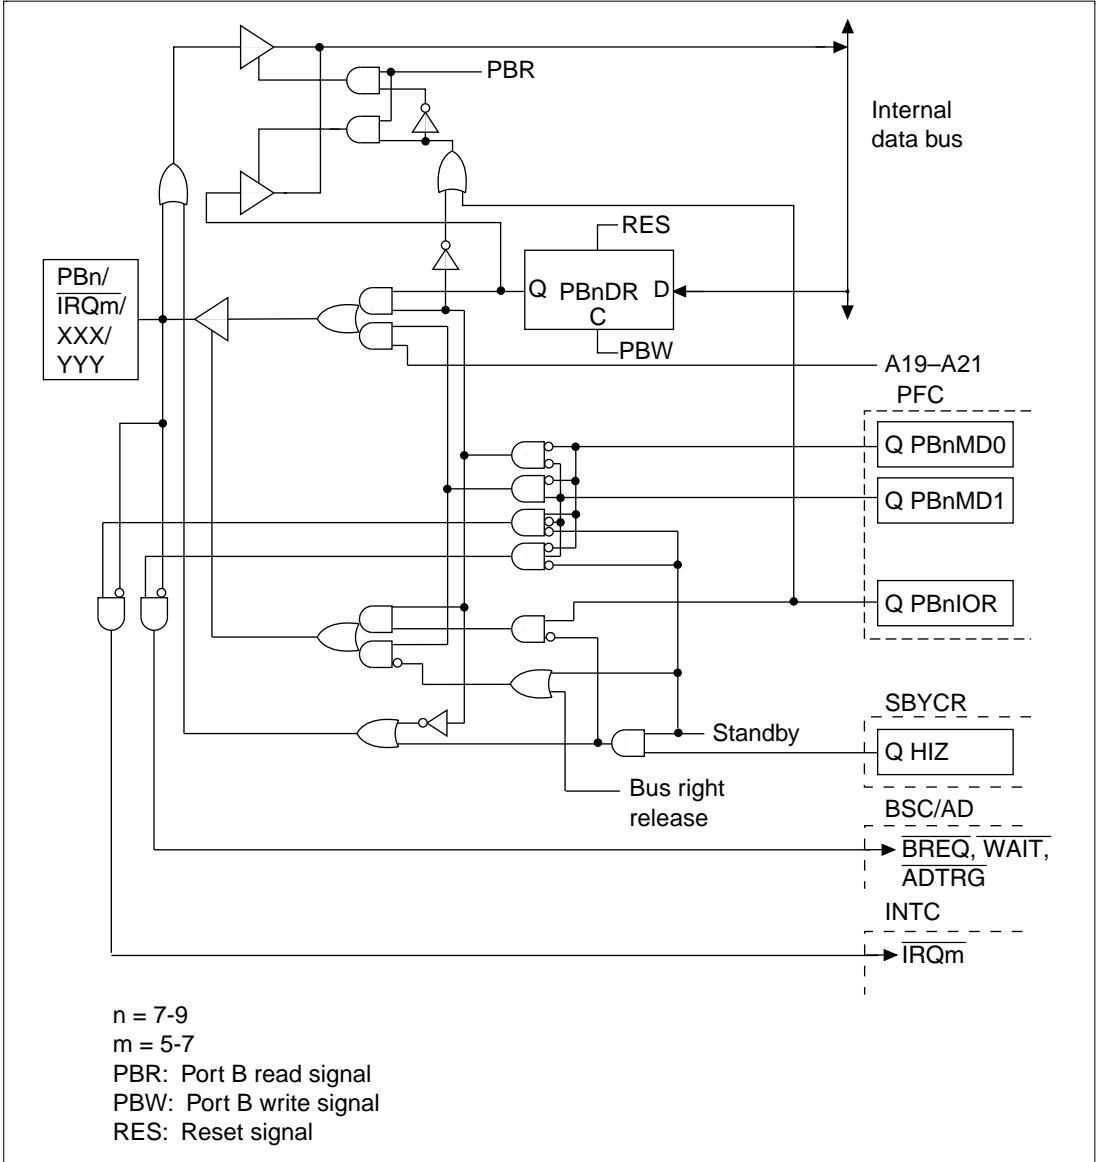 PBR
Internal
data bus
RES
Q PBnDR D
C
PBW
PBn/
IRQm/
XXX/
YYY
A19–A21
PFC
Q PBnMD0
Q PBnMD1
Q PBnIOR
SBYCR
Standby
Q HIZ
Bus right
release
BSC/AD
BREQ, WAIT,
ADTRG
INTC
IRQm
n = 7-9
m = 5-7
PBR: Port B read signal
PBW: Port B write signal
RES: Reset signal